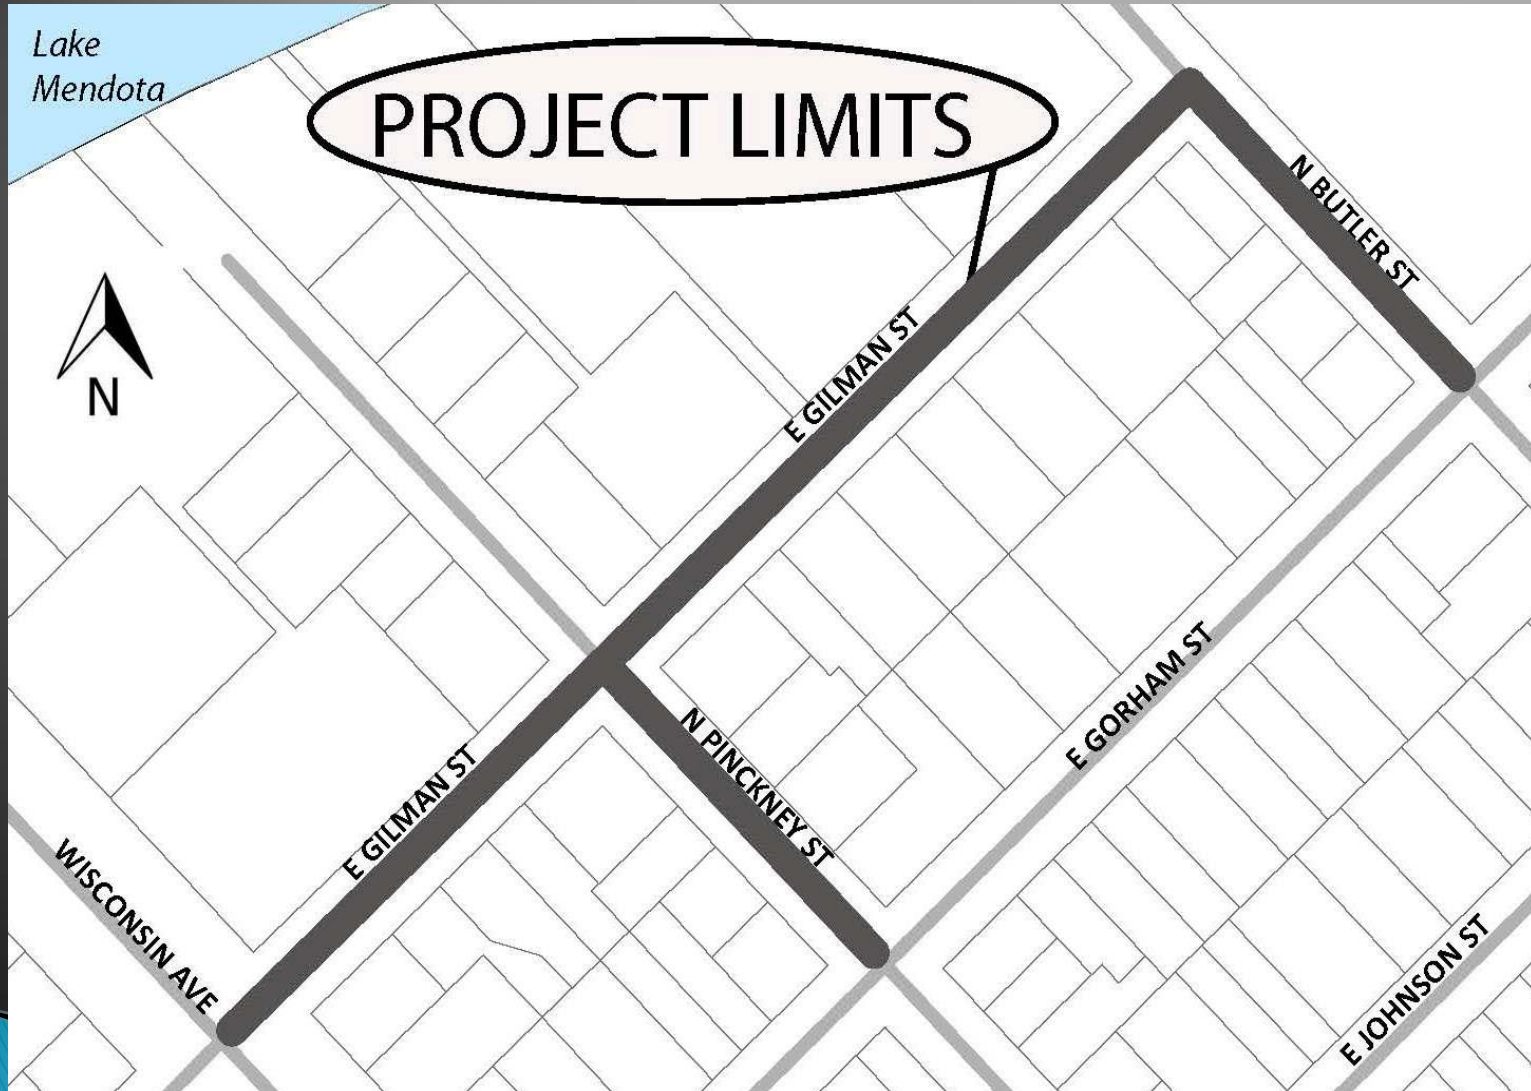 Lake
Mendota
PROJECT LIMITS
N BUTLER ST
N
E GILMAN ST
E GORHAM ST
N PINCKNEY ST
E GILMAN ST
WISCONSIN AVE
E JOHNSON ST